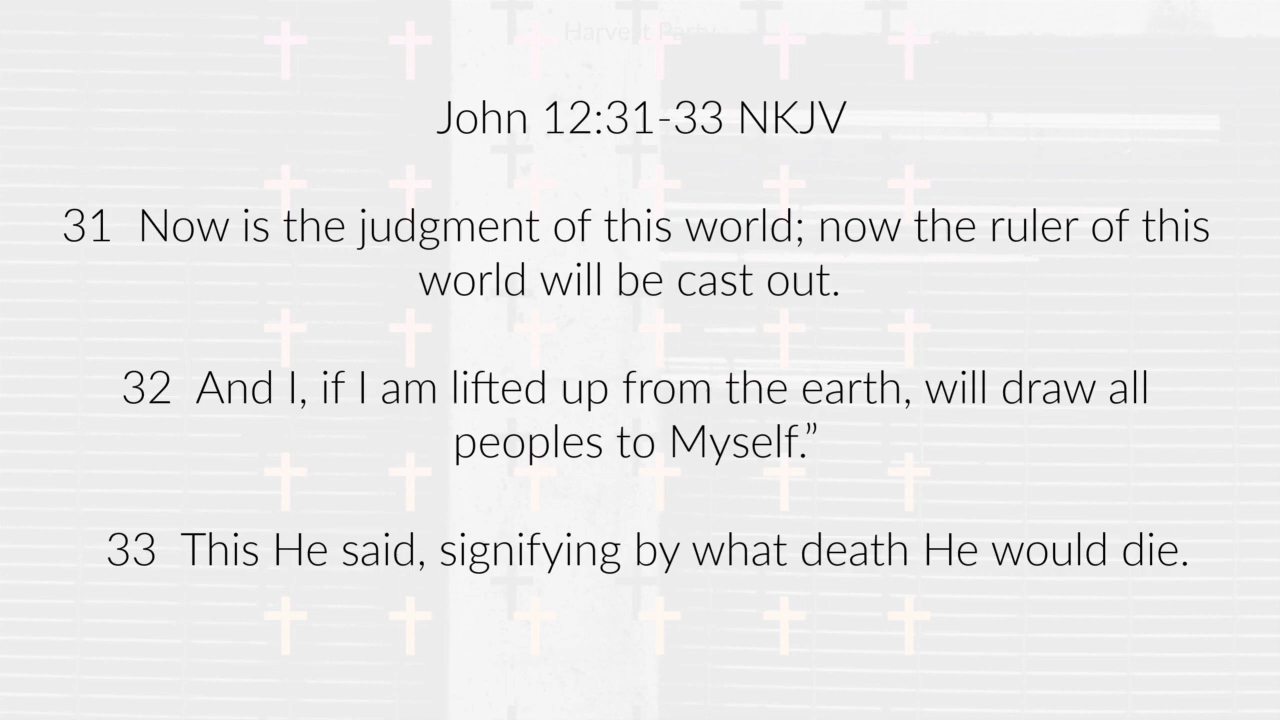 John 12:31-33 NKJV
31 Now is the judgment of this world; now the ruler of this
world will be cast out.
32 And I, if I am lifted up from the earth, will draw all
peoples to Myself.”
33 This He said, signifying by what death He would die.